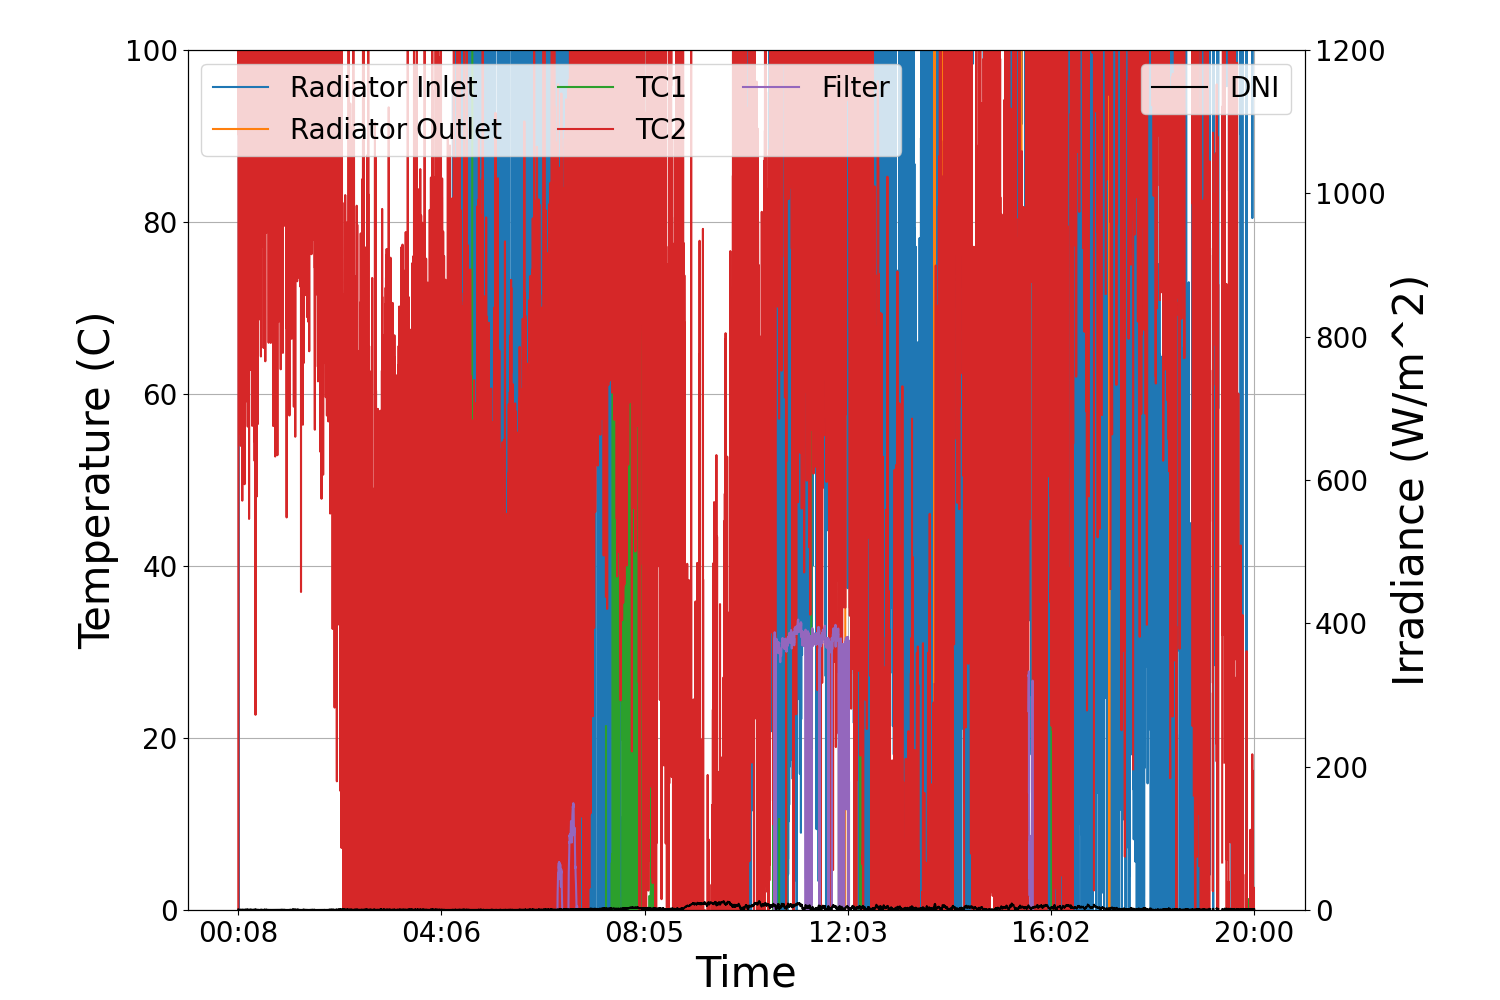 100
80
60
40
20
0
Temperature (C)
Radiator Inlet
Radiator Outlet
TC1
TC2
Filter
DNI
1200
1000
800
600
400
200
0
Irradiance (W/m^2)
00:08
04:06
08:05
12:03
16:02
20:00
Time